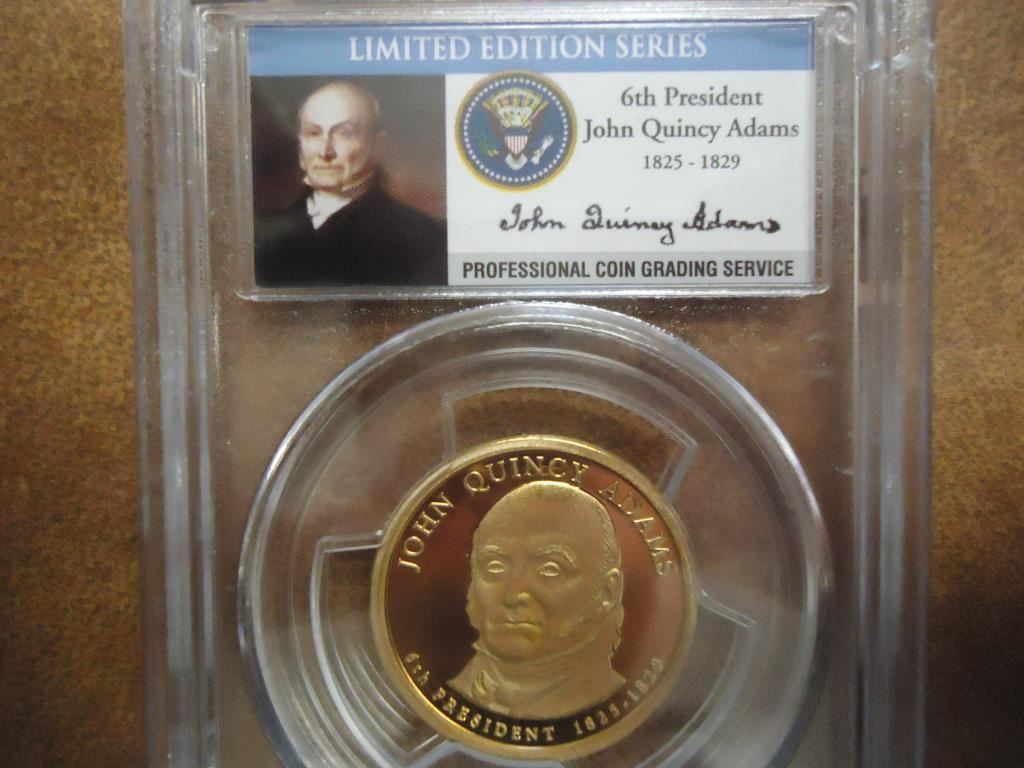 LIMITED EDITION SERIES
6th President
John Quincy Adams
1825 - 1829
John Quincy Adams
PROFESSIONAL COIN GRADING SERVICE
JOHN QUINCY ADAMS
6th PRESIDENT 1825-1829